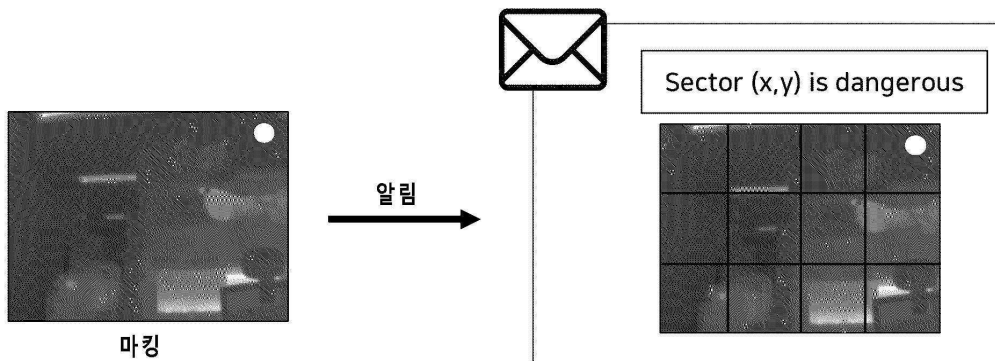 Sector (x,y) is dangerous
알림
마킹